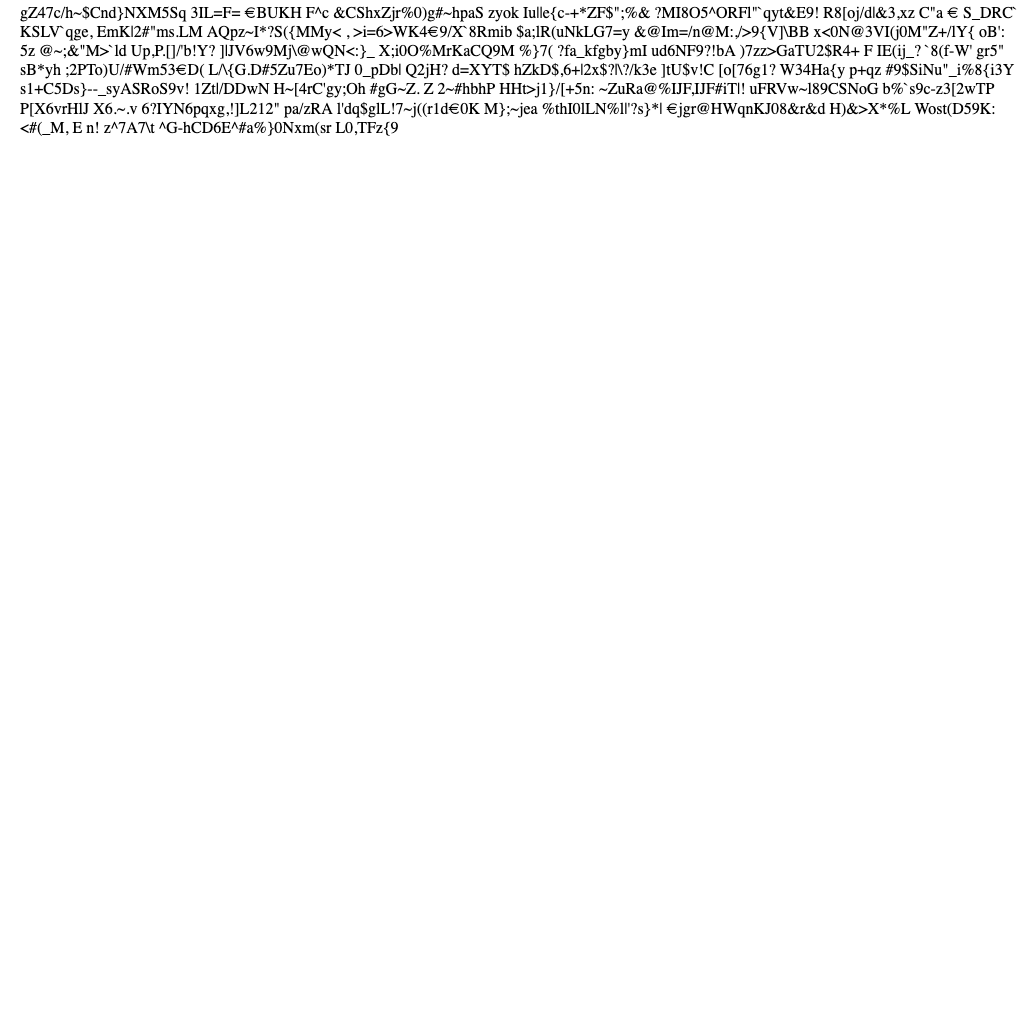 gZ47c/h~$Cnd}NXM5Sq 3IL=F= €BUKH F^c &CShxZjr%0)g#~hpaS zyok Iu||e{c-+*ZF$";%& ?MI8O5^ORF|"`qyt&E9! R8[oj/d|&3,xz C"a € S_DRC`
KSLV`qge, EmK|2#"ms.LM AQpz~I*?S({MMy< , >i=6>WK4€9/X`8Rmib $a;lR(uNkLG7=y &@Im=/n@M:,/>9{V]\BB x<0N@3VI(j0M"Z+/lY{ oB':
5z @~;&"M>`ld Up,P.[]/'b!Y? ]|JV6w9Mj\@wQN<:}_ X;i0O%MrKaCQ9M %}7( ?fa_kfgby}mI ud6NF9?!bA )7zz>GaTU2$R4+ F IE(ij_? `8(f-W' gr5"
sB*yh ;2PTo)U/#Wm53€D( L/\{G.D#5Zu7Eo)*TJ 0_pDb| Q2jH? d=XYT$ hZkD$,6+|2x$?|\?/k3e ]tU$v!C [o[76g1? W34Ha{y p+qz #9$SiNu"_i%8{i3Y
s1+C5Ds}--_syASRoS9v! 1Zt|/DDwN H~[4rC'gy;Oh #gG~Z. Z 2~#hbhP HHt>j1}/[+5n: ~ZuRa@%IJF,IJF#iT|! uFRVw~l89CSNoG b%`s9c-z3[2wTP
P[X6vrHlJ X6.~.v 6?IYN6pqxg,!]L212" pa/zRA l'dq$glL!7~j((r1d€0K M};~jea %thI0lLN%l|'?s}*| €jgr@HWqnKJ08&r&d H)&>X*%L Wost(D59K:
<#(_M, E n! z^7A7\t ^G-hCD6E^#a%}0Nxm(sr L0,TFz{9